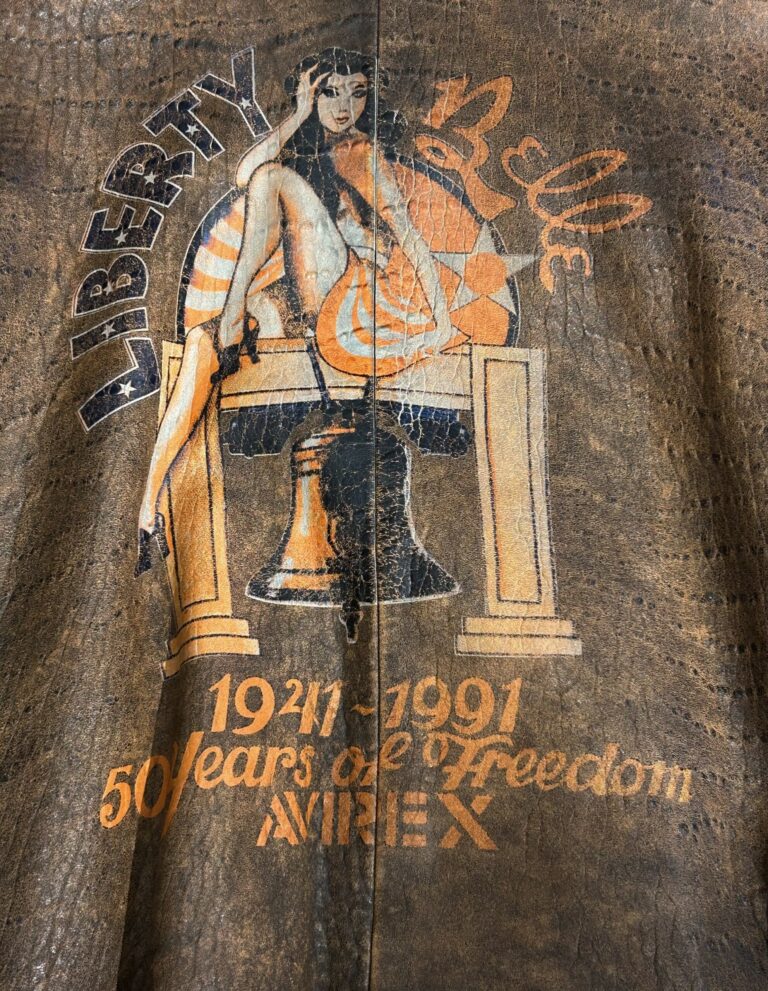 LIBERTY Belle
1941~1991
50 Years of Freedom
AVIREX